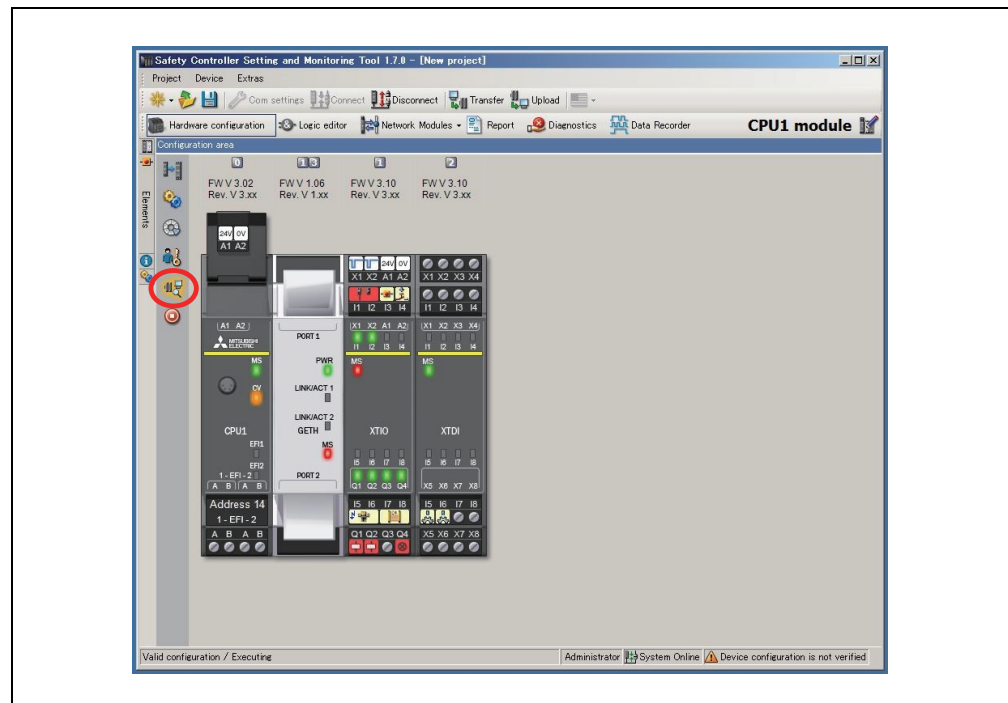 Safety Controller Setting and Monitoring Tool 1.7.0 - [New project]
Project Device Extras
Com settings Connect Disconnect Transfer Upload
Hardware configuration Logic editor Network Modules Report Diagnostics Data Recorder CPU1 module
Configuration area
Elements
0 13 1 2
FW V 3.02 FW V 1.06 FW V 3.10 FW V 3.10
Rev. V 3.xx Rev. V 1.xx Rev. V 3.xx Rev. V 3.xx
24V 0V
A1 A2
24V 0V
X1 X2 A1 A2 X1 X2 X3 X4
I1 I2 I3 I4 I1 I2 I3 I4
A1 A2 PORT 1 X1 X2 A1 A2 X1 X2 X3 X4
MITSUBISHI ELECTRIC I1 I2 I3 I4 I1 I2 I3 I4
MS PWR MS MS
CV LINK/ACT 1
LINK/ACT 2
CPU1 GETH XTIO XTDI
EFI1 MS
EFI2 I5 I6 I7 I8 I5 I6 I7 I8
1 - EFI - 2 PORT 2
A B A B Q1 Q2 Q3 Q4 X5 X6 X7 X8
Address 14 I5 I6 I7 I8 I5 I6 I7 I8
1 - EFI - 2
A B A B Q1 Q2 Q3 Q4 X5 X6 X7 X8
Valid configuration / Executing Administrator System Online Device configuration is not verified